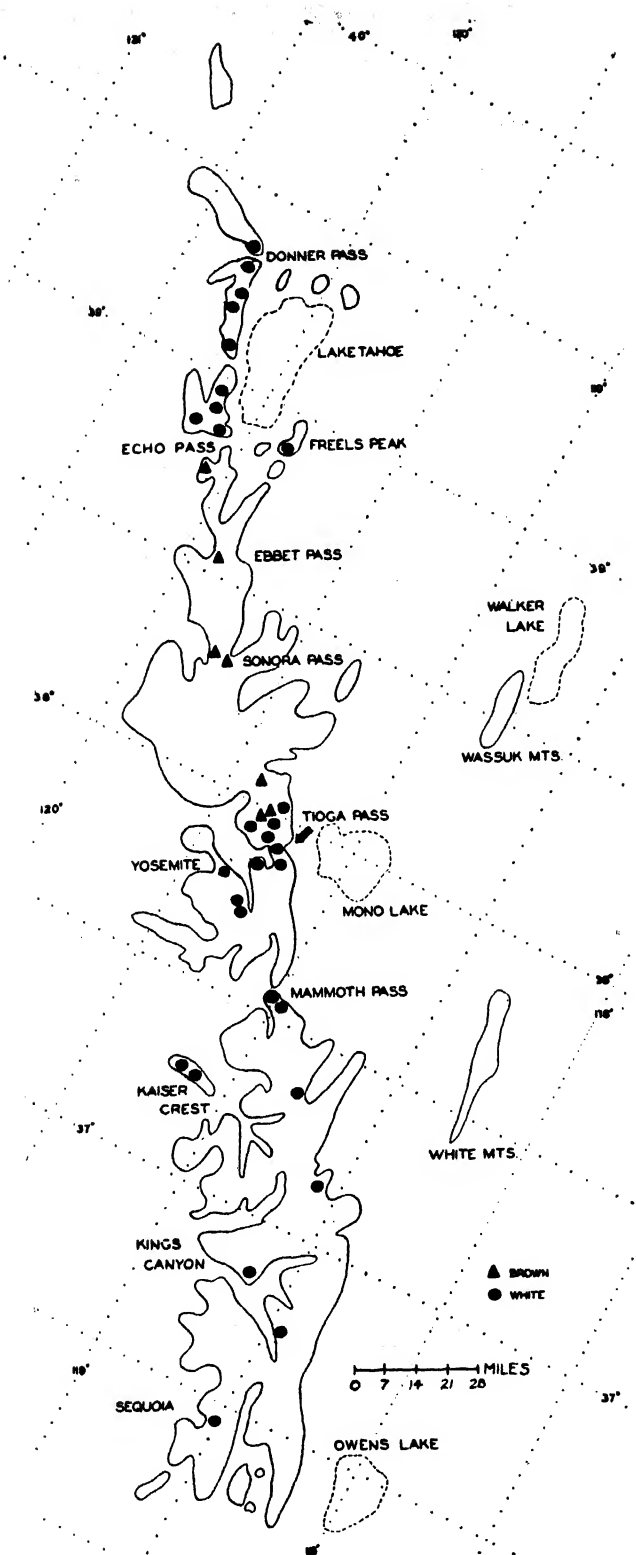 121°
40°
120°
DONNER PASS
39°
LAKE TAHOE
119°
ECHO PASS
FREELS PEAK
EBBET PASS
39°
WALKER
LAKE
SONORA PASS
38°
WASSUK MTS.
120°
TIOGA PASS
YOSEMITE
MONO LAKE
38°
118°
MAMMOTH PASS
KAISER
CREST
37°
WHITE MTS.
KINGS
CANYON
BROWN
WHITE
MILES
0 7 14 21 28
119°
37°
SEQUOIA
OWENS LAKE